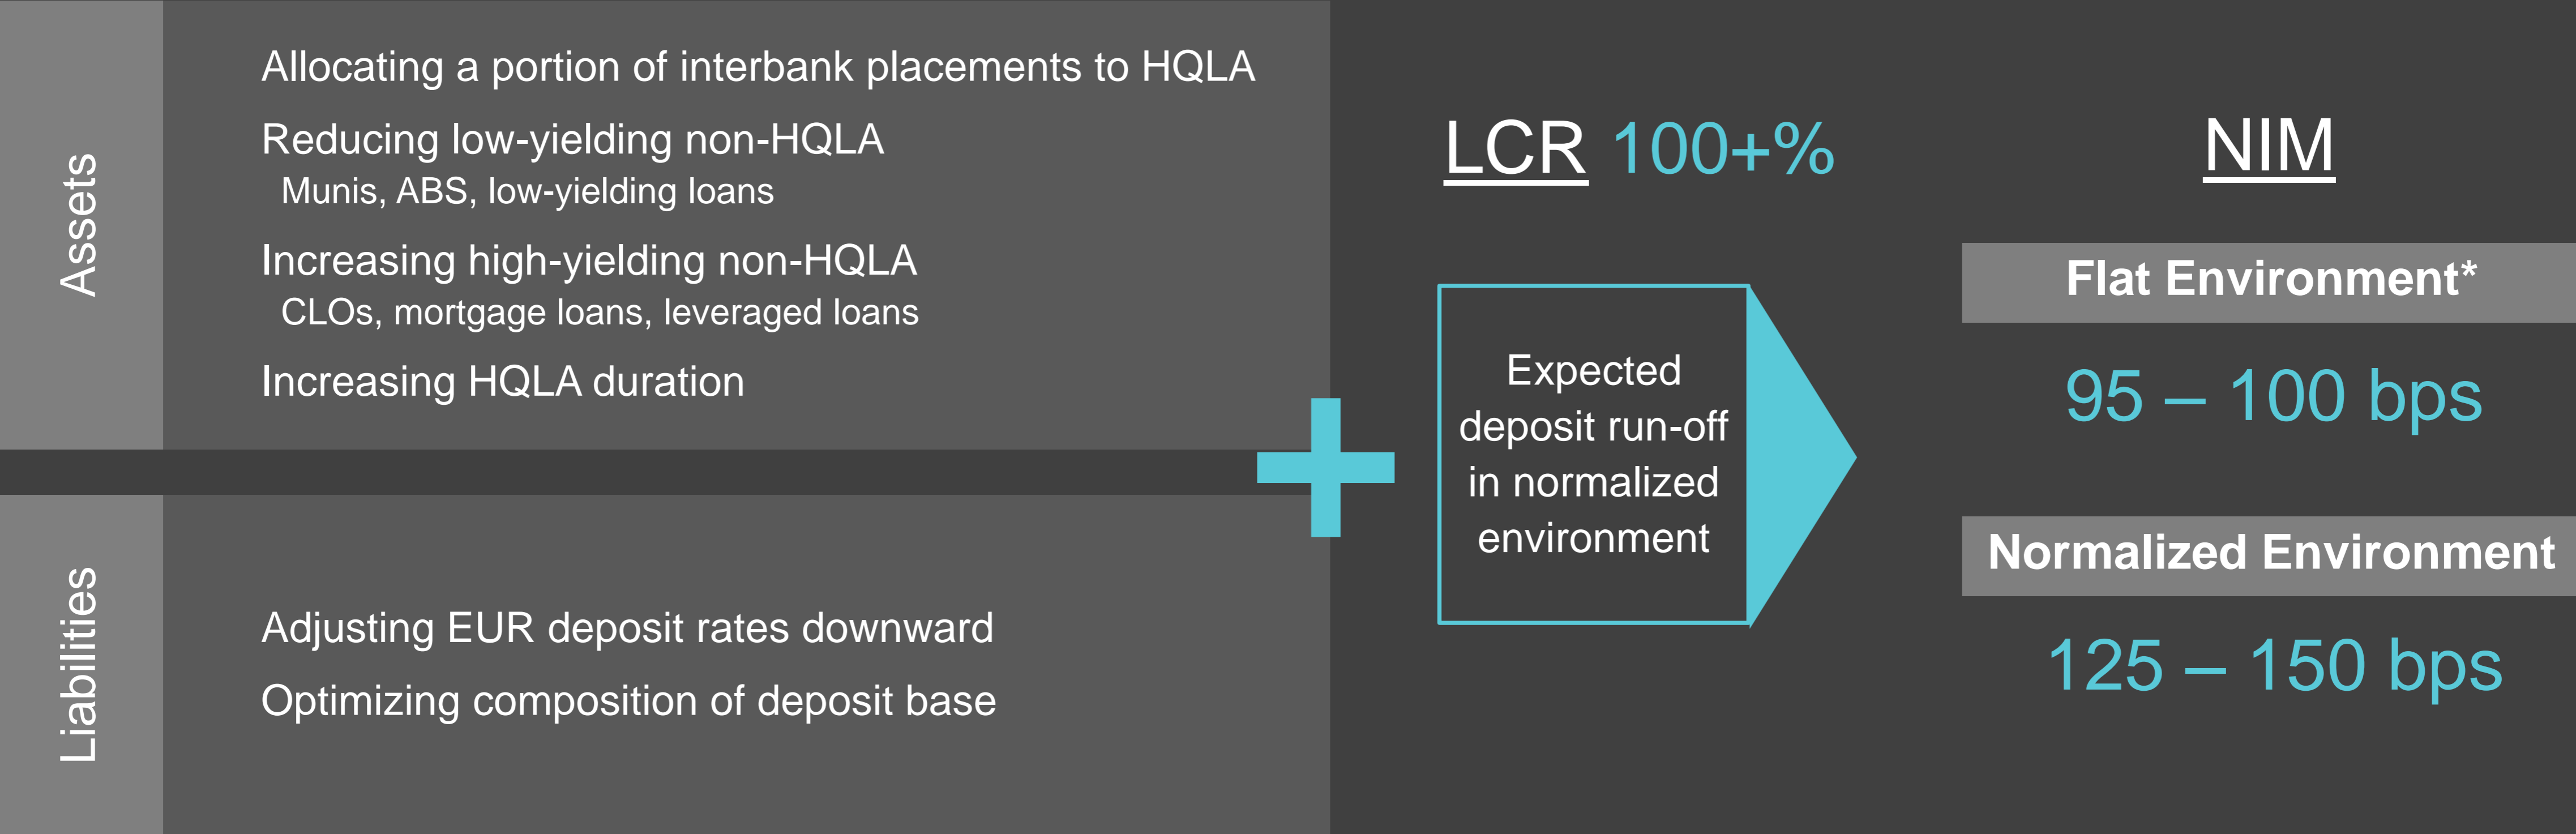 Assets
Allocating a portion of interbank placements to HQLA
Reducing low-yielding non-HQLA
Munis, ABS, low-yielding loans
Increasing high-yielding non-HQLA
CLOs, mortgage loans, leveraged loans
Increasing HQLA duration
Liabilities
Adjusting EUR deposit rates downward
Optimizing composition of deposit base
+
LCR 100+%
Expected
deposit run-off
in normalized
environment
NIM
Flat Environment*
95 – 100 bps
Normalized Environment
125 – 150 bps